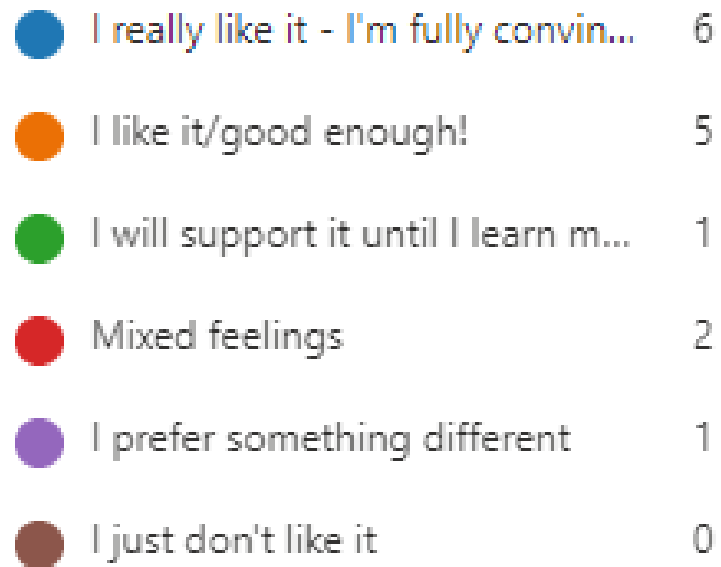 I really like it - I'm fully convin... 6
I like it/good enough! 5
I will support it until I learn m... 1
Mixed feelings 2
I prefer something different 1
I just don't like it 0